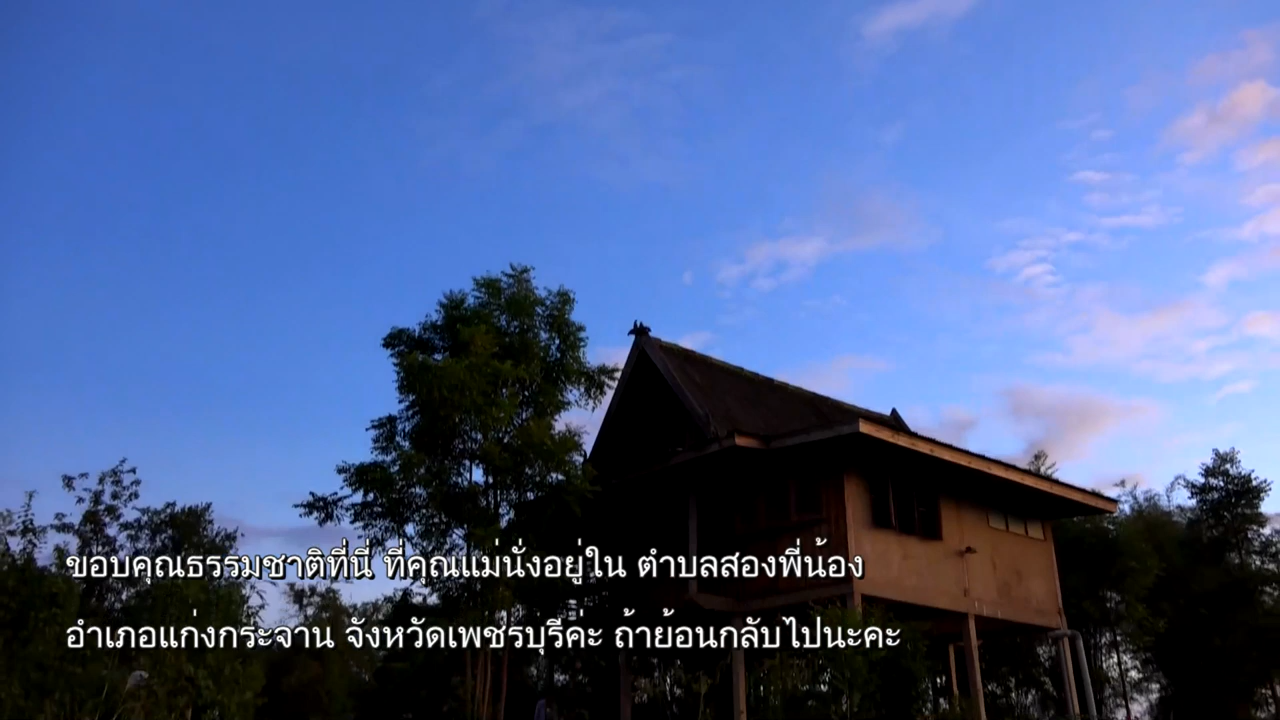 ขอบคุณธรรมชาติที่นี่ ที่คุณแม่นั่งอยู่ใน ตำบลสองพี่น้อง
อำเภอแก่งกระจาน จังหวัดเพชรบุรีค่ะ ถ้าย้อนกลับไปนะคะ